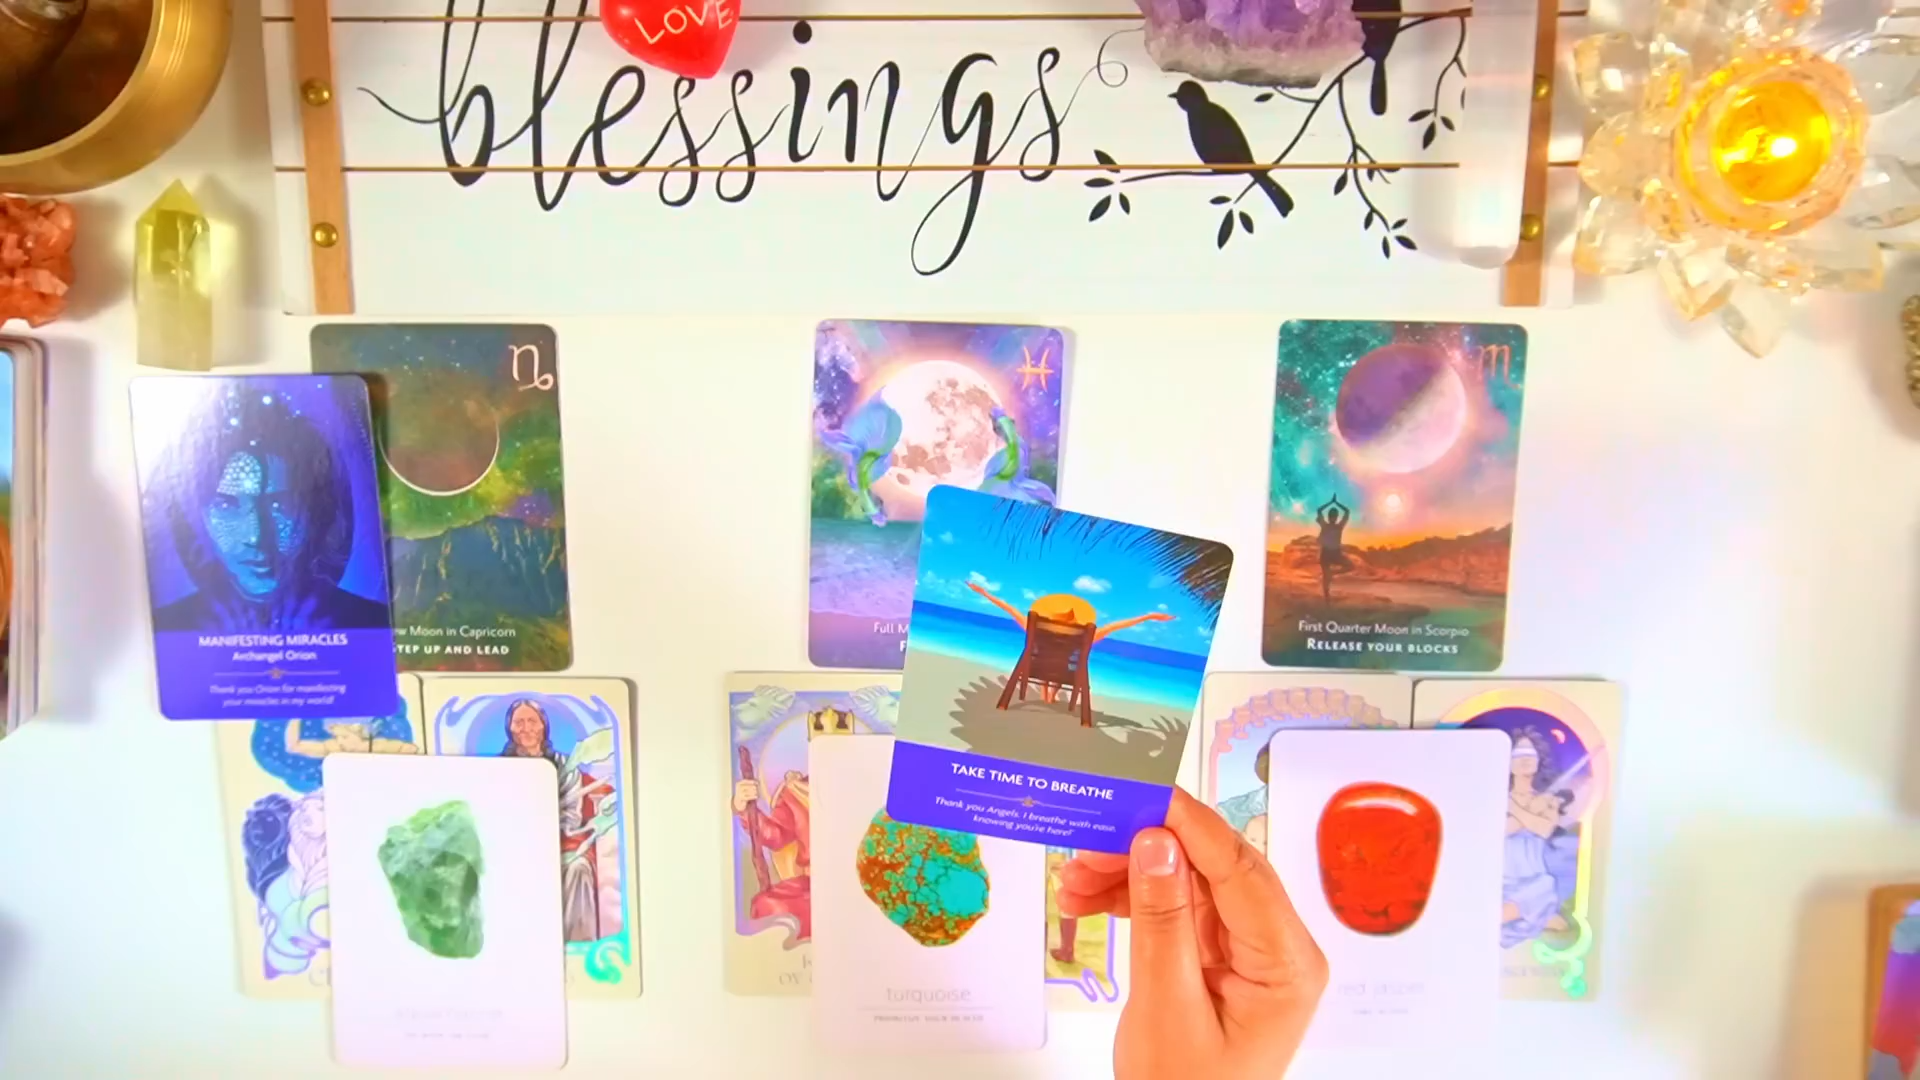 LOVE
blessings
MANIFESTING MIRACLES
Archangel Orion
Thank you Orion for manifesting
your miracles in my world!
w Moon in Capricorn
TEP UP AND LEAD
Full M
F
First Quarter Moon in Scorpio
RELEASE YOUR BLOCKS
TAKE TIME TO BREATHE
Thank you Angels. I breathe with ease,
knowing you're here!
turquoise
red jasper